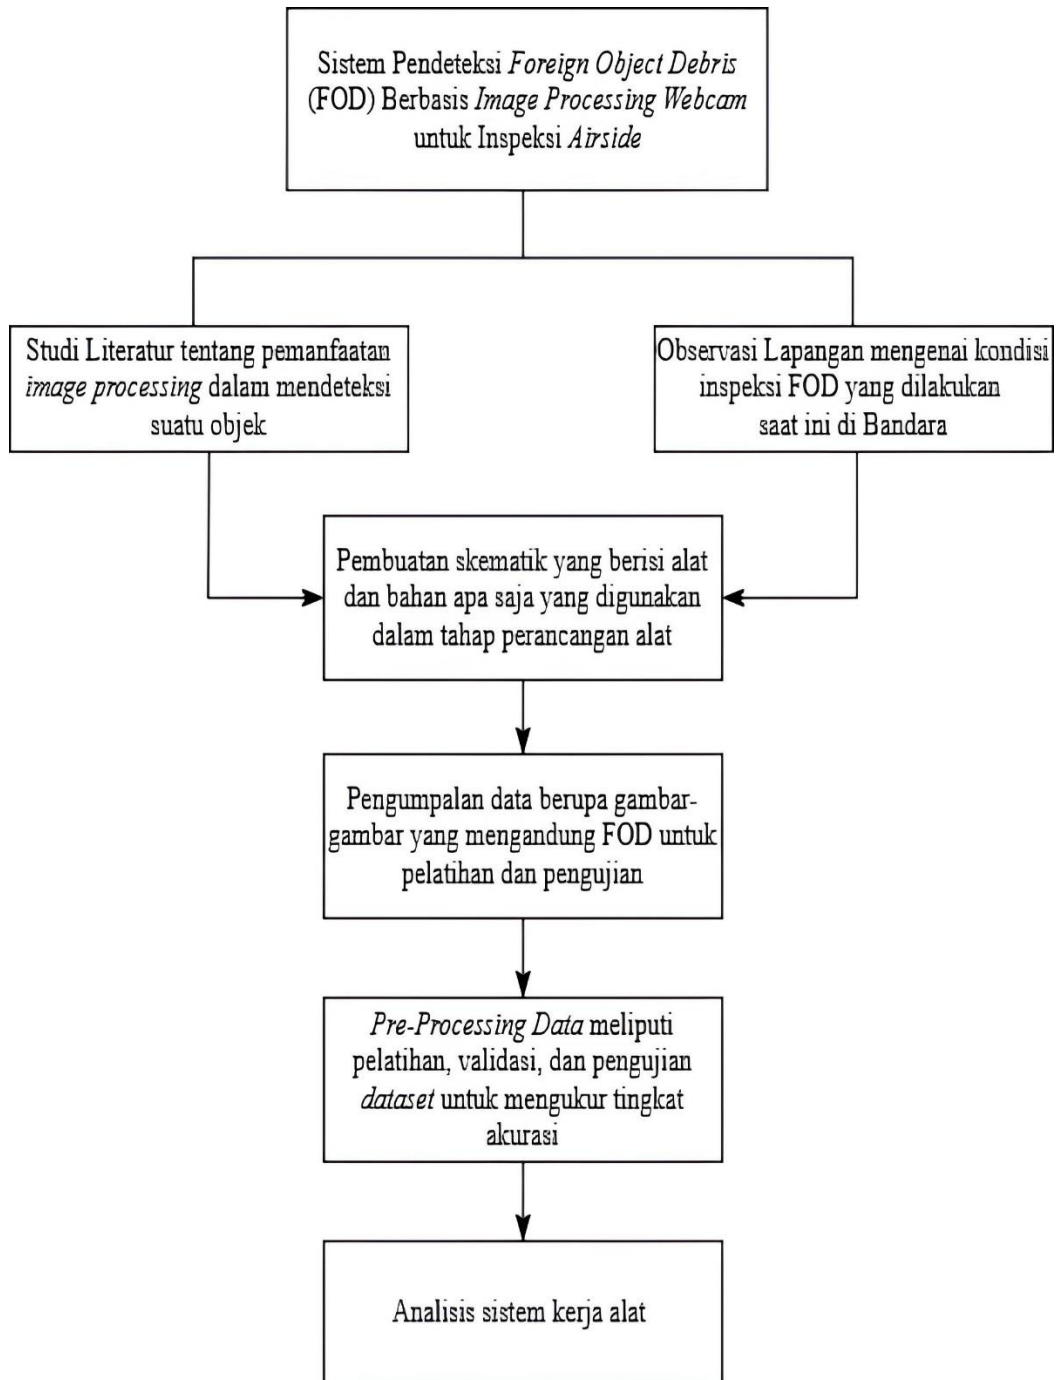 Sistem Pendeteksi Foreign Object Debris
(FOD) Berbasis Image Processing Webcam
untuk Inspeksi Airside
Studi Literatur tentang pemanfaatan
image processing dalam mendeteksi
suatu objek
Observasi Lapangan mengenai kondisi
inspeksi FOD yang dilakukan
saat ini di Bandara
Pembuatan skematik yang berisi alat
dan bahan apa saja yang digunakan
dalam tahap perancangan alat
Pengumpalan data berupa gambar-
gambar yang mengandung FOD untuk
pelatihan dan pengujian
Pre-Processing Data meliputi
pelatihan, validasi, dan pengujian
dataset untuk mengukur tingkat
akurasi
Analisis sistem kerja alat